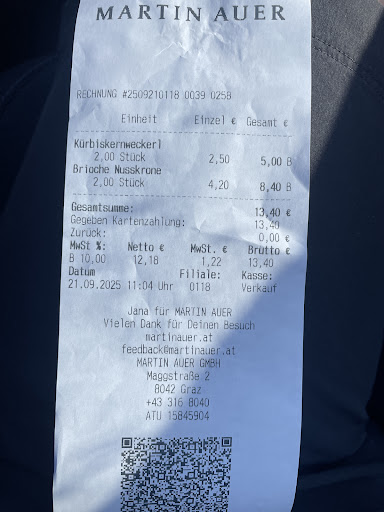 MARTIN AUER
RECHNUNG #2509210118 0039 0258
Einheit Einzel € Gesamt €
Kürbiskernweckerl
2,00 Stück 2,50 5,00 B
Brioche Nusskrone
2,00 Stück 4,20 8,40 B
Gesamtsumme: 13,40 €
Gegeben Kartenzahlung: 13,40
Zurück: 0,00 €
MwSt %: Netto € MwSt. € Brutto €
B 10,00 12,18 1,22 13,40
Datum Filiale: Kasse:
21.09.2025 11:04 Uhr 0118 Verkauf
Jana für MARTIN AUER
Vielen Dank für Deinen Besuch
martinauer.at
feedback@martinauer.at
MARTIN AUER GMBH
Maggstraße 2
8042 Graz
+43 316 8040
ATU 15845904